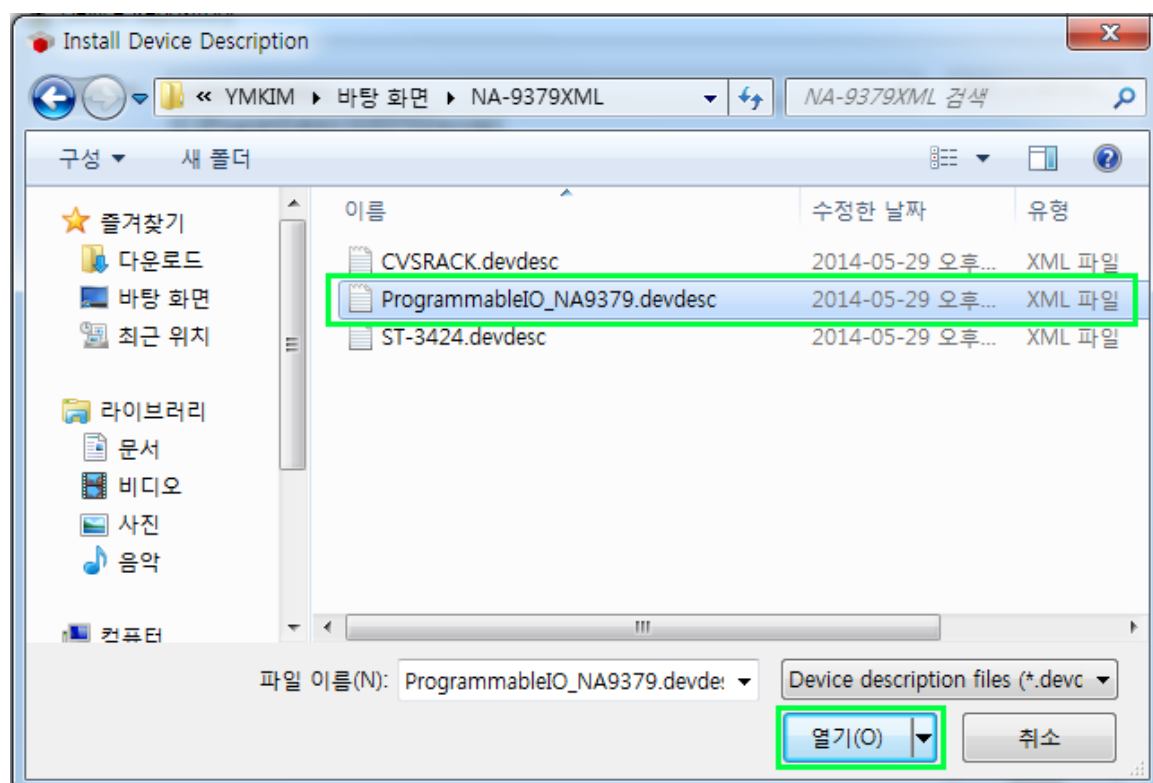 Install Device Description
« YMKIM ▸ 바탕 화면 ▸ NA-9379XML
NA-9379XML 검색
구성 새 폴더
즐겨찾기
다운로드
바탕 화면
최근 위치
라이브러리
문서
비디오
사진
음악
컴퓨터
이름 수정한 날짜 유형
CVSRACK.devdesc 2014-05-29 오후... XML 파일
ProgrammableIO_NA9379.devdesc 2014-05-29 오후... XML 파일
ST-3424.devdesc 2014-05-29 오후... XML 파일
파일 이름(N): ProgrammableIO_NA9379.devde Device description files (*.devc
열기(O) 취소